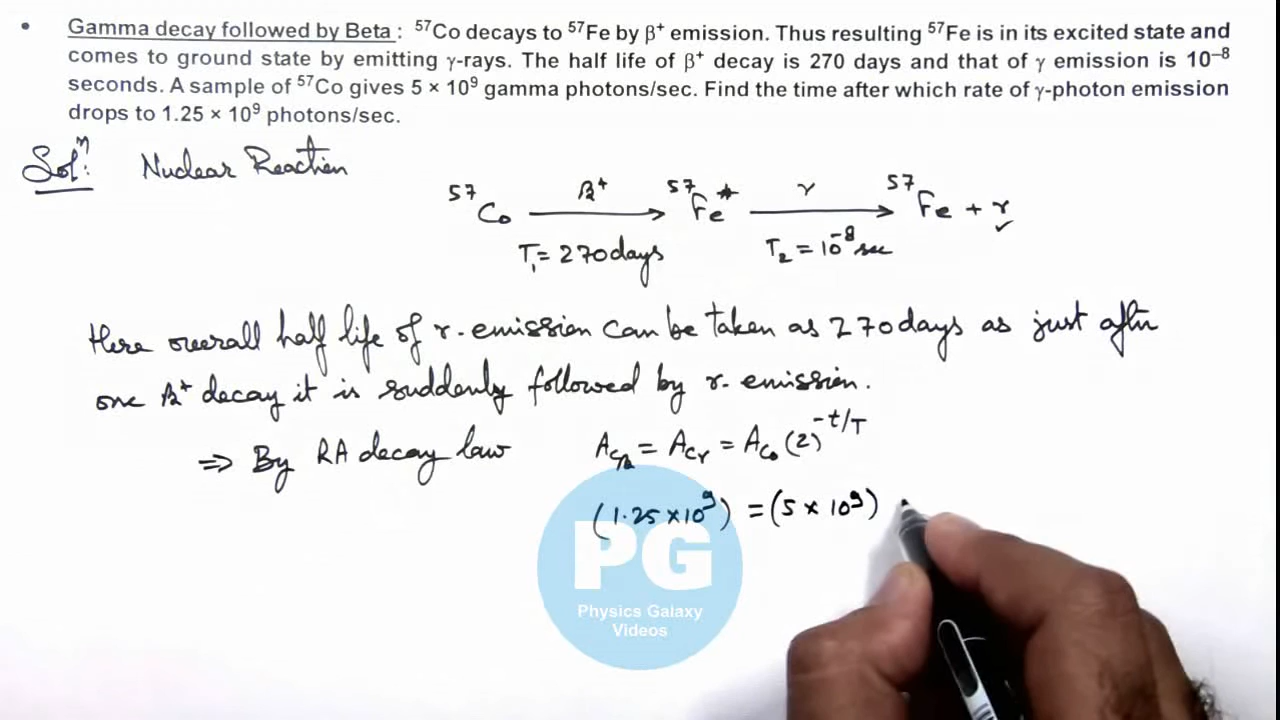 • Gamma decay followed by Beta : ⁵⁷Co decays to ⁵⁷Fe by β⁺ emission. Thus resulting ⁵⁷Fe is in its excited state and
comes to ground state by emitting γ-rays. The half life of β⁺ decay is 270 days and that of γ emission is 10⁻⁸
seconds. A sample of ⁵⁷Co gives 5 × 10⁹ gamma photons/sec. Find the time after which rate of γ-photon emission
drops to 1.25 × 10⁹ photons/sec.
Solⁿ: Nuclear Reaction
⁵⁷Co —β⁺→ ⁵⁷Fe* —γ→ ⁵⁷Fe + γ
T₁= 270days T₂ = 10⁻⁸ sec
Here overall half life of γ-emission can be taken as 270days as just after
one β⁺ decay it is suddenly followed by γ-emission.
⇒ By RA decay law A_Cβ = A_Cγ = A_C₀ (2)^-t/T
(1.25×10⁹) = (5 × 10⁹)
PG
Physics Galaxy
Videos